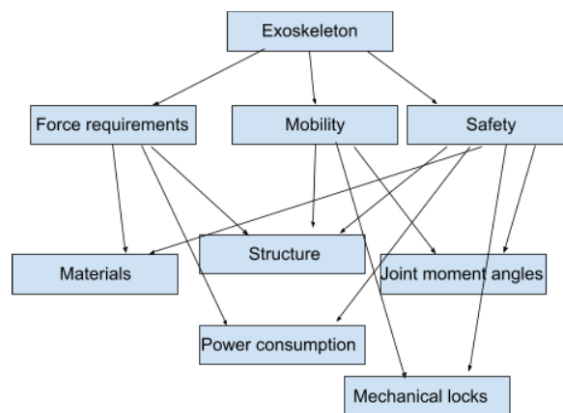 Exoskeleton
Force requirements
Mobility
Safety
Materials
Structure
Joint moment angles
Power consumption
Mechanical locks